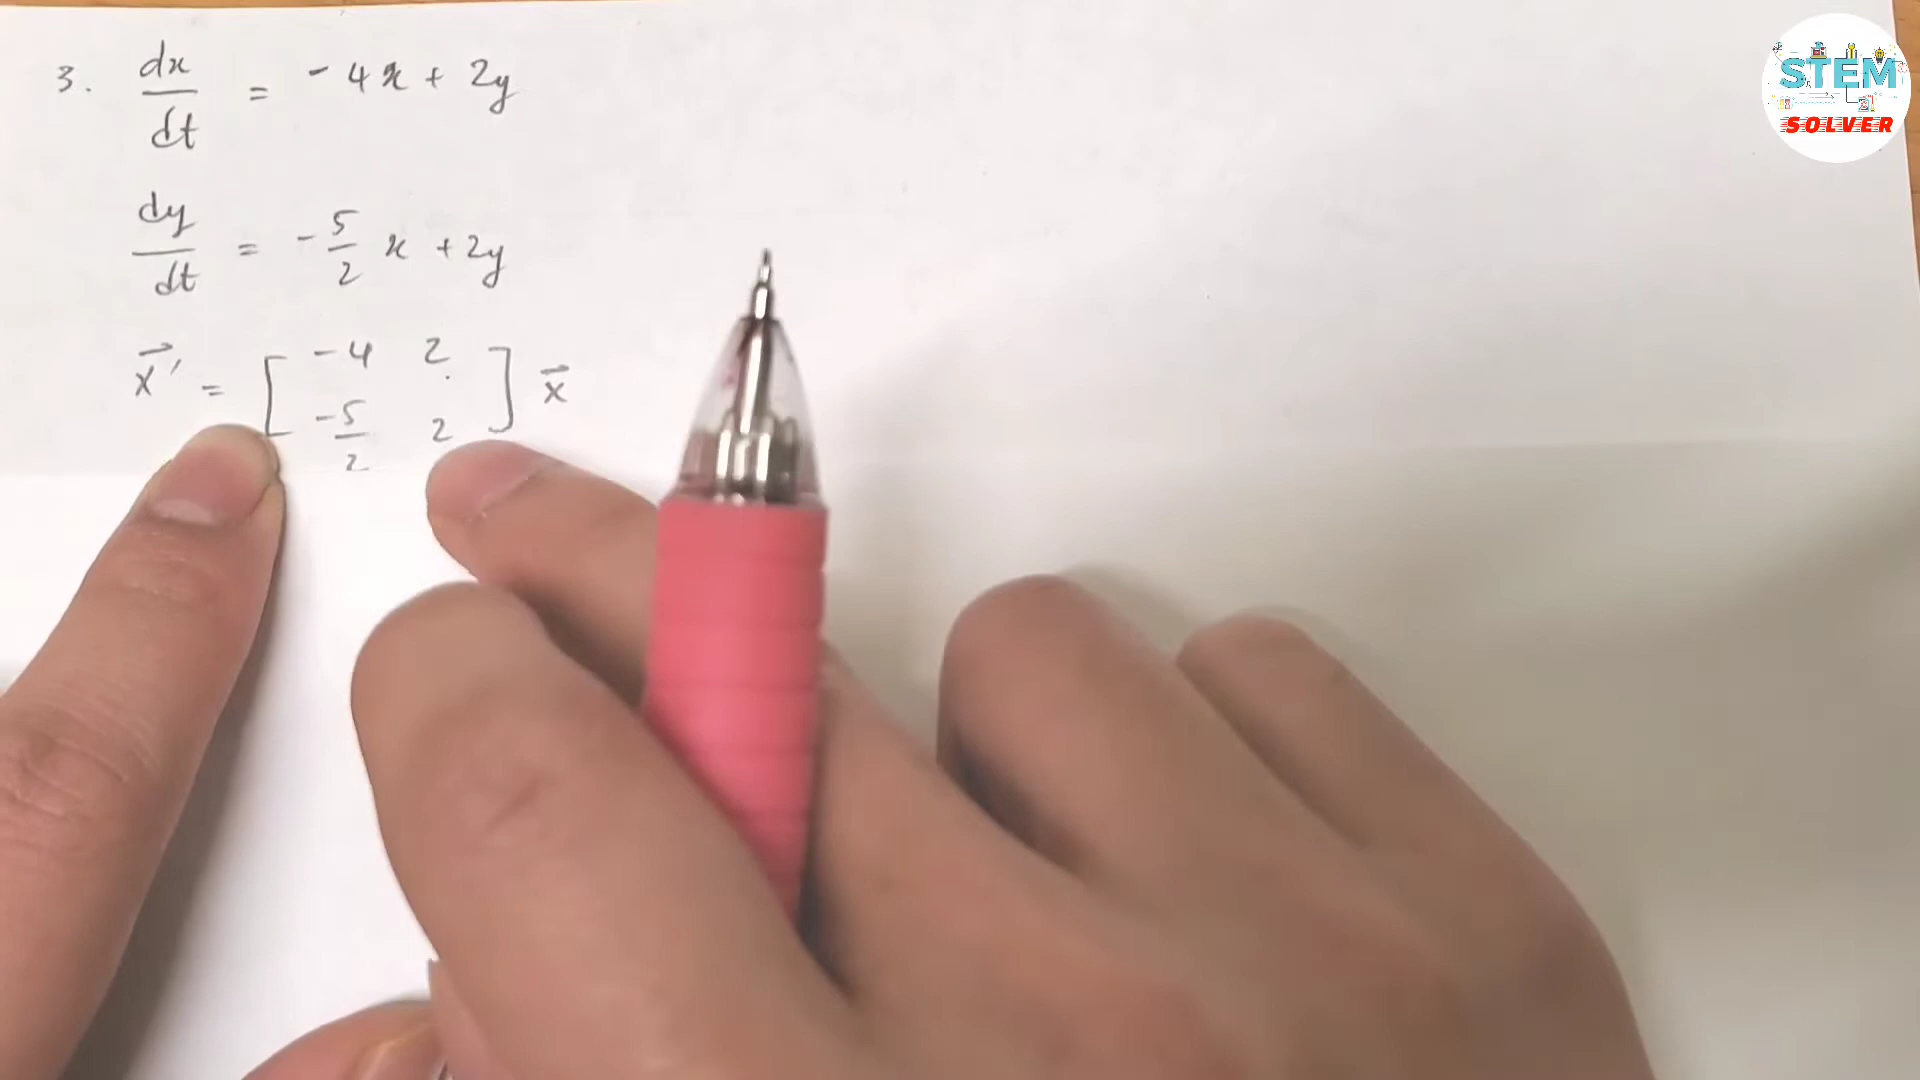 3. dx/dt = -4x + 2y
dy/dt = -5/2 x + 2y
x⃗' = [ -4 2
-5/2 2 ] x⃗
STEM
SOLVER